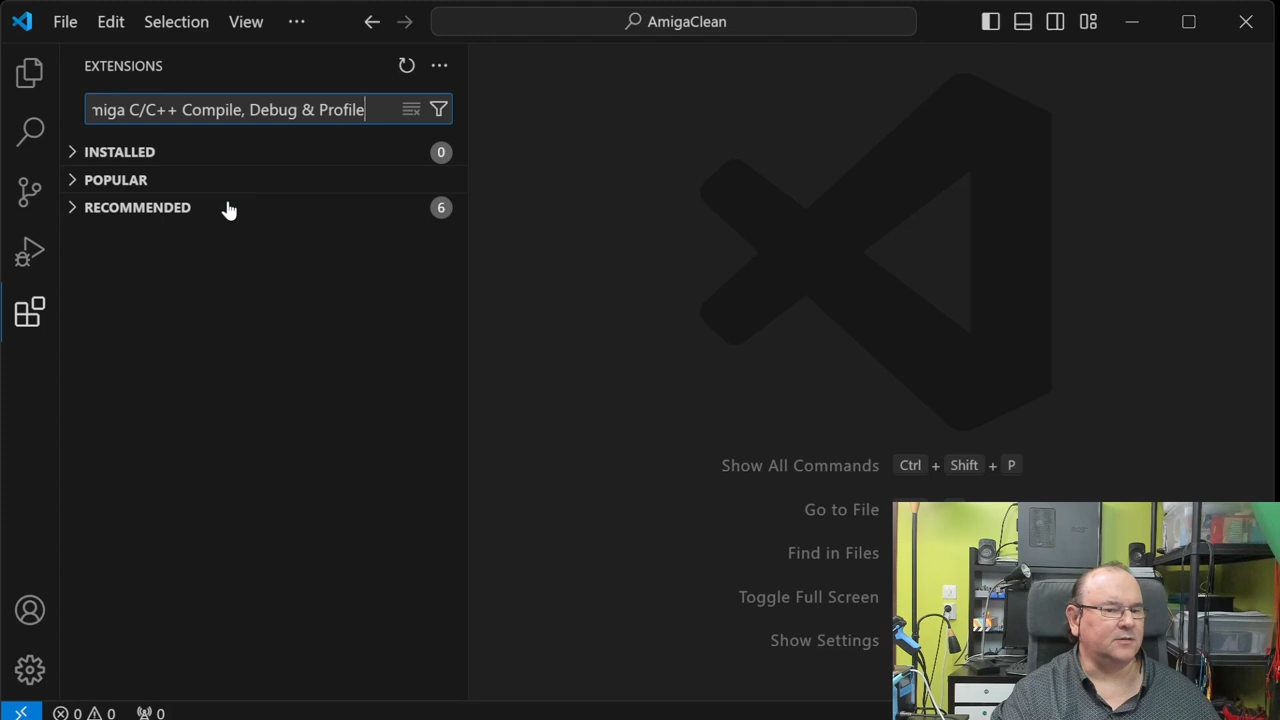 File Edit Selection View ··· AmigaClean
EXTENSIONS
miga C/C++ Compile, Debug & Profile
INSTALLED 0
POPULAR
RECOMMENDED 6
Show All Commands Ctrl + Shift + P
Go to File
Find in Files
Toggle Full Screen
Show Settings
0 0 0